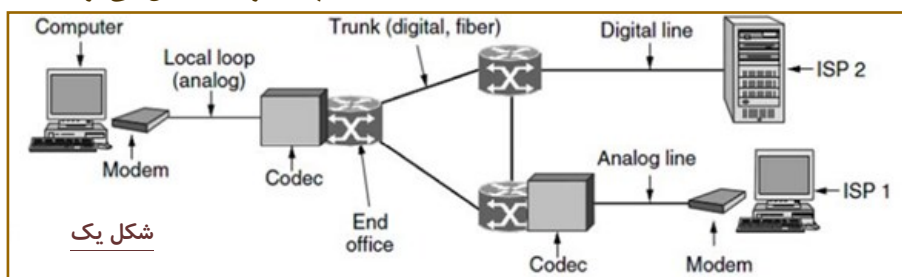 Computer
Trunk (digital, fiber)
Digital line
Local loop
(analog)
ISP 2
Modem
Codec
Analog line
End
office
ISP 1
شکل یک
Codec
Modem